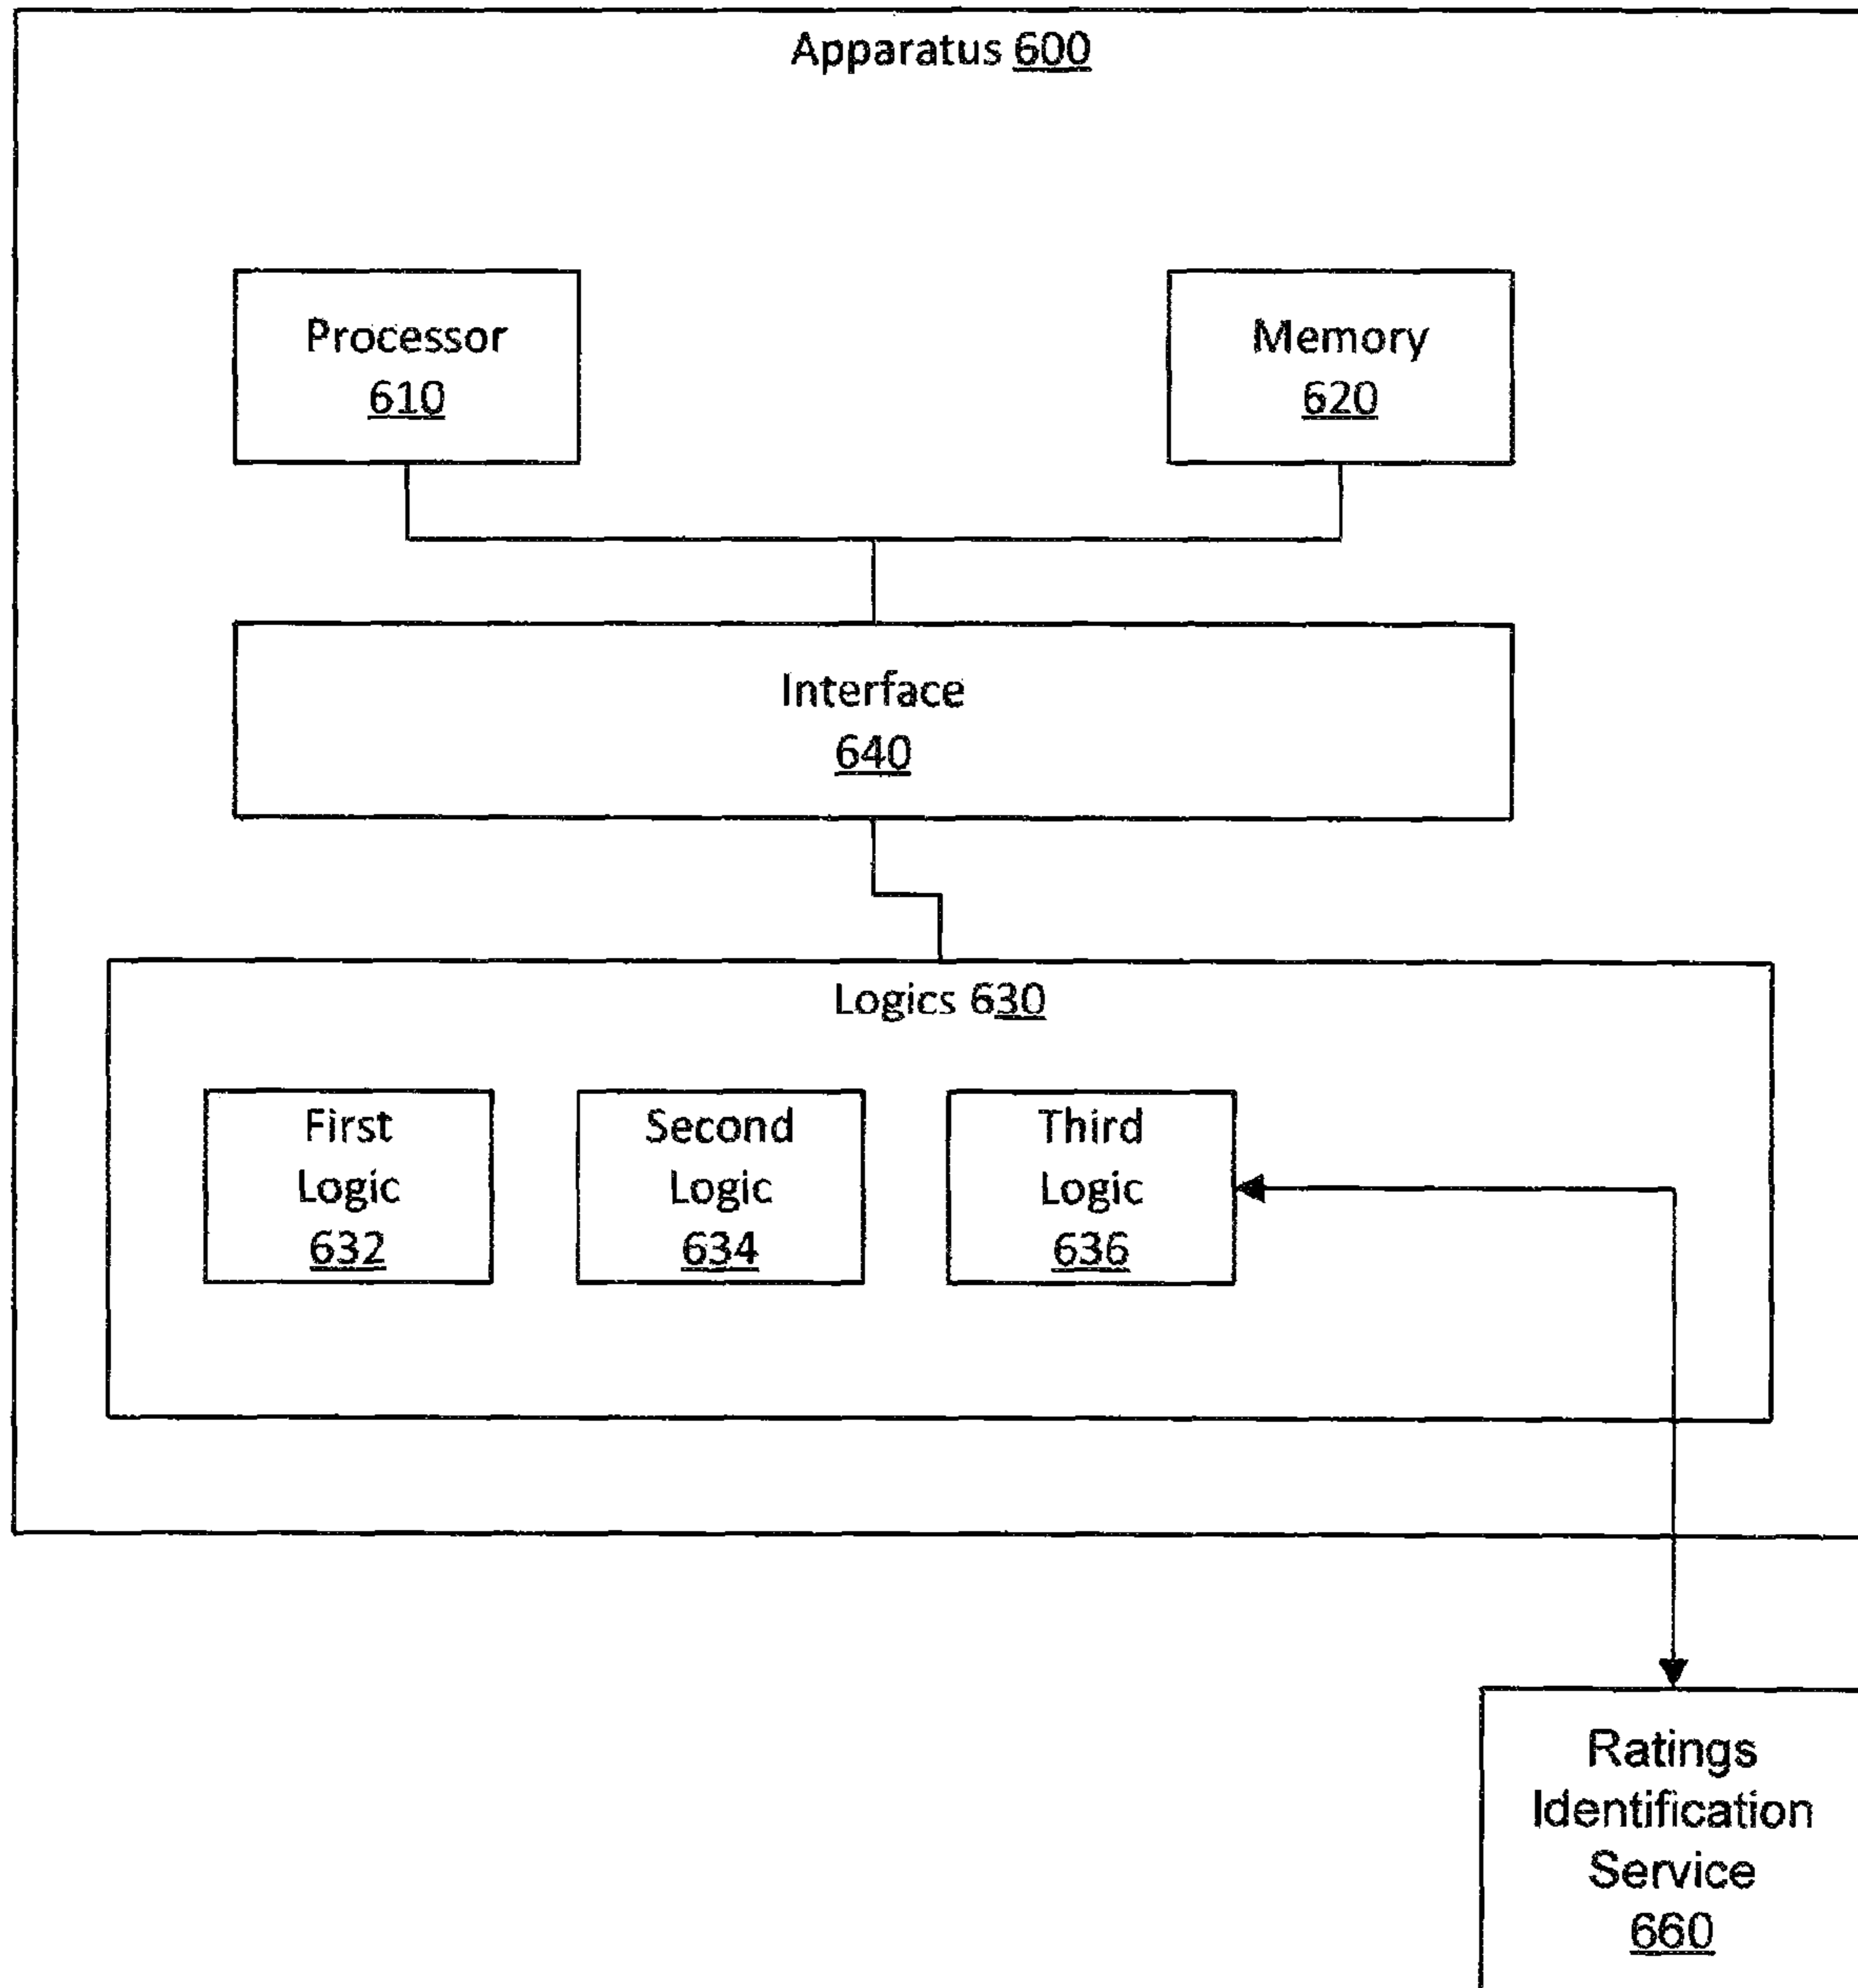 Apparatus 600
Processor
610
Memory
620
Interface
640
Logics 630
First
Logic
632
Second
Logic
634
Third
Logic
636
Ratings
Identification
Service
660